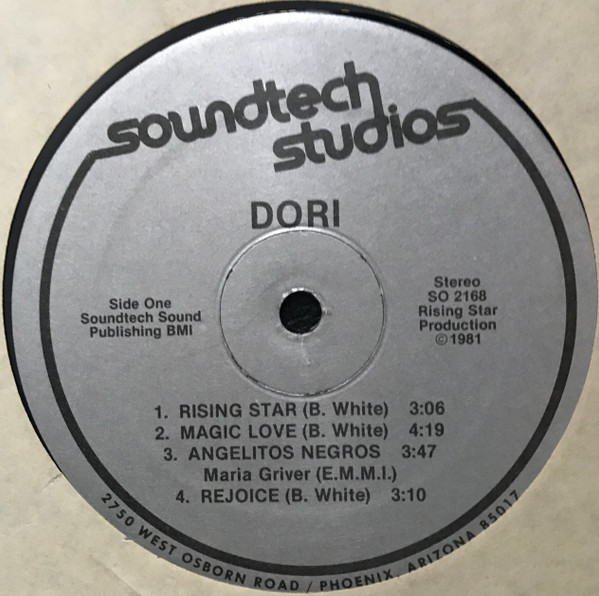 soundtech
studios
DORI
Side One
Soundtech Sound
Publishing BMI
Stereo
SO 2168
Rising Star
Production
©1981
1. RISING STAR (B. White) 3:06
2. MAGIC LOVE (B. White) 4:19
3. ANGELITOS NEGROS 3:47
Maria Griver (E.M.M.I.)
4. REJOICE (B. White) 3:10
2750 WEST OSBORN ROAD / PHOENIX, ARIZONA 85017